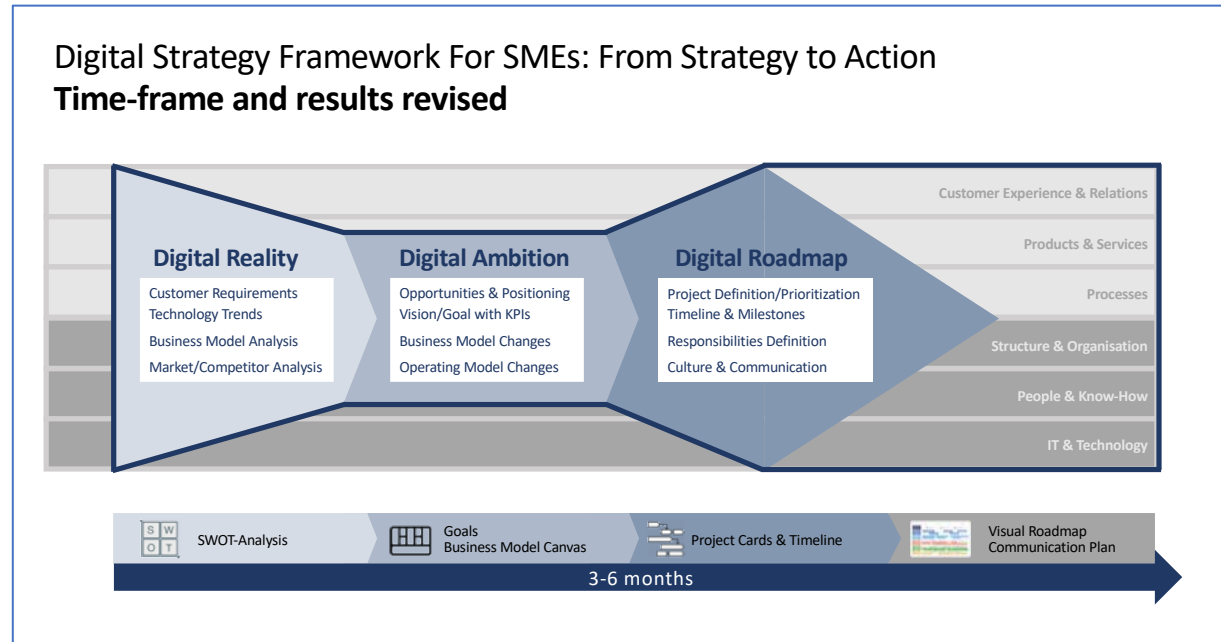 Digital Strategy Framework For SMEs: From Strategy to Action
Time-frame and results revised
Digital Reality
Customer Requirements
Technology Trends
Business Model Analysis
Market/Competitor Analysis
Digital Ambition
Opportunities & Positioning
Vision/Goal with KPIs
Business Model Changes
Operating Model Changes
Digital Roadmap
Project Definition/Prioritization
Timeline & Milestones
Responsibilities Definition
Culture & Communication
Customer Experience & Relations
Products & Services
Processes
Structure & Organisation
People & Know-How
IT & Technology
S W
O T
SWOT-Analysis
Goals
Business Model Canvas
Project Cards & Timeline
Visual Roadmap
Communication Plan
3-6 months